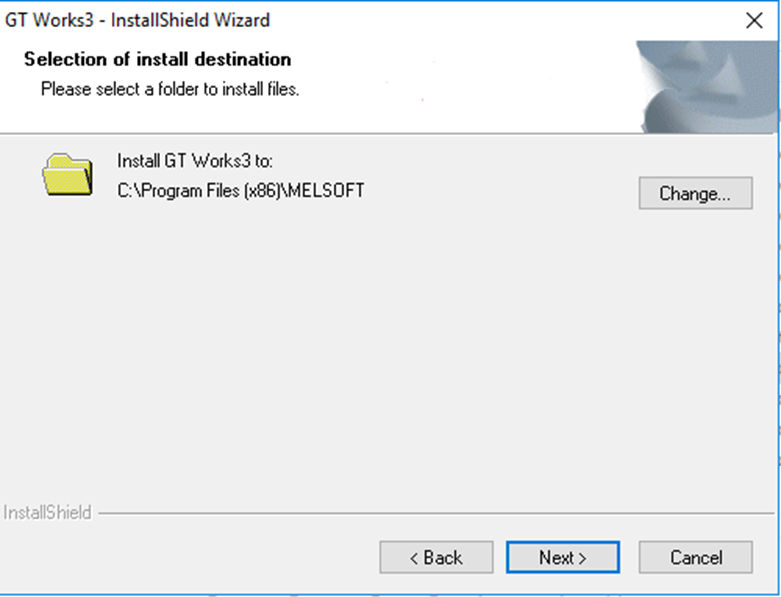 GT Works3 - InstallShield Wizard
Selection of install destination
Please select a folder to install files.
Install GT Works3 to:
C:\Program Files (x86)\MELSOFT
Change...
InstallShield
< Back
Next >
Cancel